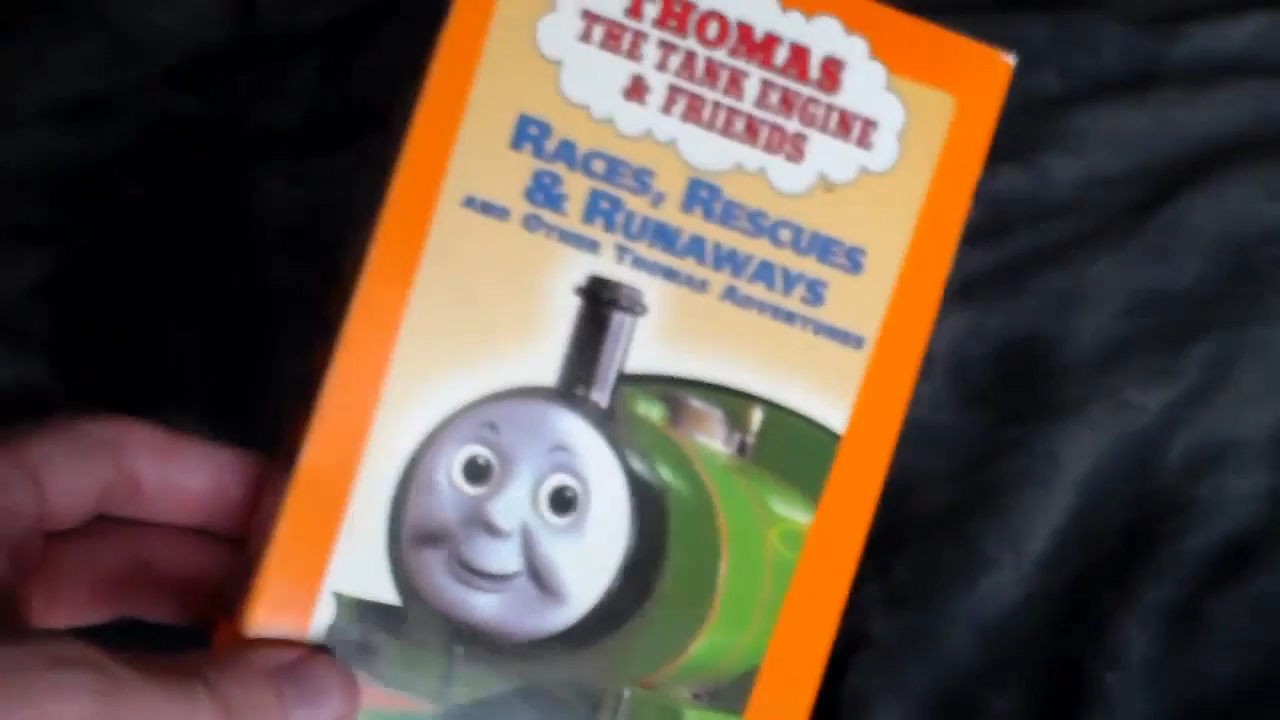 THOMAS
THE TANK ENGINE
& FRIENDS
RACES, RESCUES
& RUNAWAYS
AND OTHER THOMAS ADVENTURES